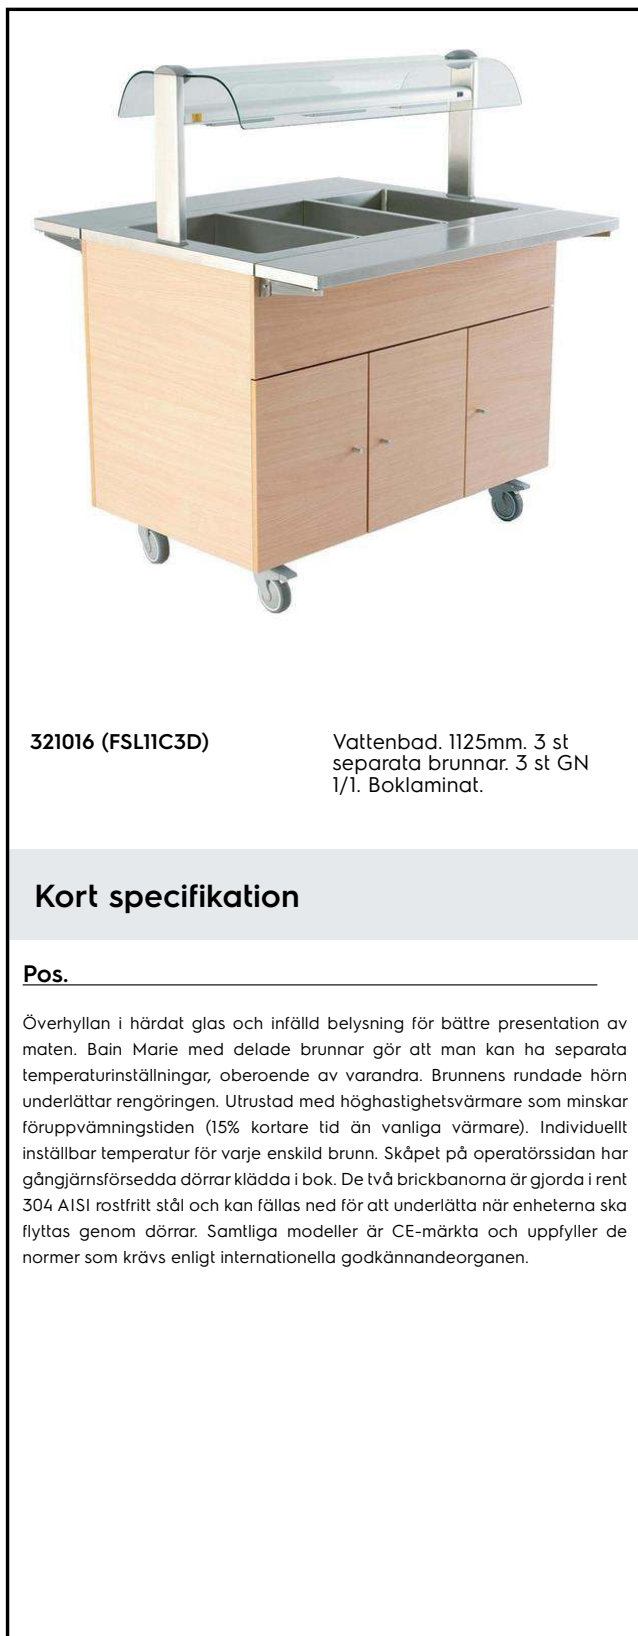 321016 (FSL11C3D)
Vattenbad. 1125mm. 3 st
separata brunnar. 3 st GN
1/1. Boklaminat.
Kort specifikation
Pos.
Överhyllan i härdat glas och infälld belysning för bättre presentation av
maten. Bain Marie med delade brunnar gör att man kan ha separata
temperaturinställningar, oberoende av varandra. Brunnens rundade hörn
underlättar rengöringen. Utrustad med höghastighetsvärmare som minskar
föruppvämningstiden (15% kortare tid än vanliga värmare). Individuellt
inställbar temperatur för varje enskild brunn. Skåpet på operatörssidan har
gångjärnsförsedda dörrar klädda i bok. De två brickbanorna är gjorda i rent
304 AISI rostfritt stål och kan fällas ned för att underlätta när enheterna ska
flyttas genom dörrar. Samtliga modeller är CE-märkta och uppfyller de
normer som krävs enligt internationella godkännandeorganen.